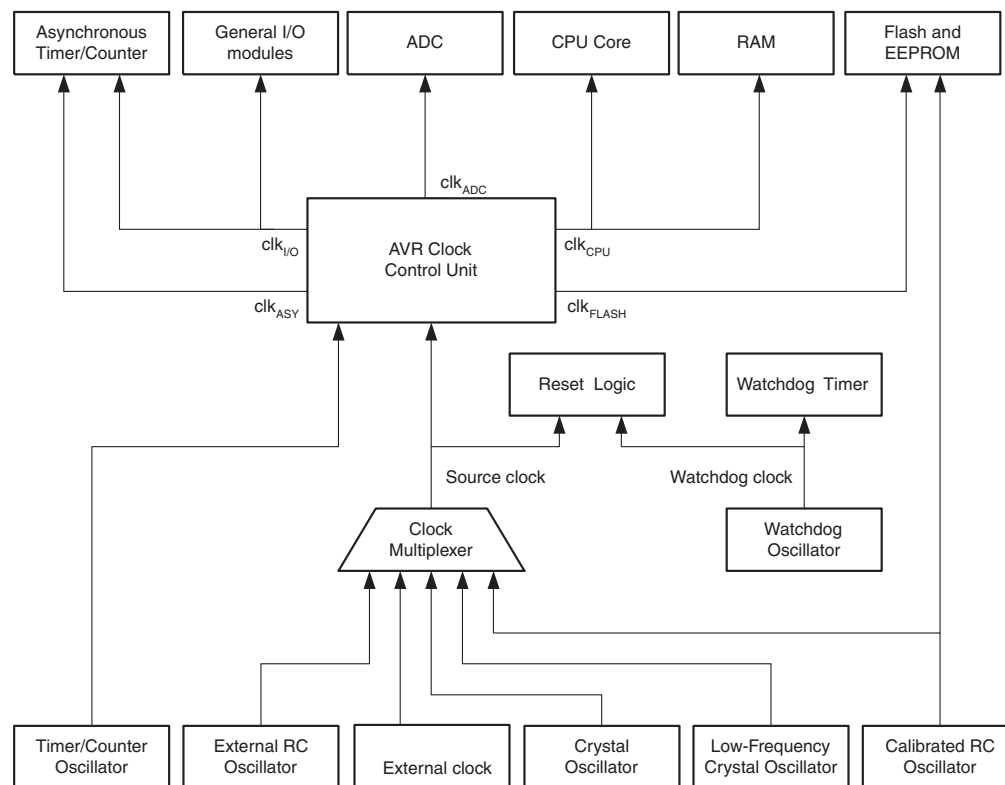 Asynchronous
Timer/Counter
General I/O
modules
ADC
CPU Core
RAM
Flash and
EEPROM
clkADC
clkI/O
AVR Clock
Control Unit
clkCPU
clkASY
clkFLASH
Reset Logic
Watchdog Timer
Source clock
Watchdog clock
Clock
Multiplexer
Watchdog
Oscillator
Timer/Counter
Oscillator
External RC
Oscillator
External clock
Crystal
Oscillator
Low-Frequency
Crystal Oscillator
Calibrated RC
Oscillator